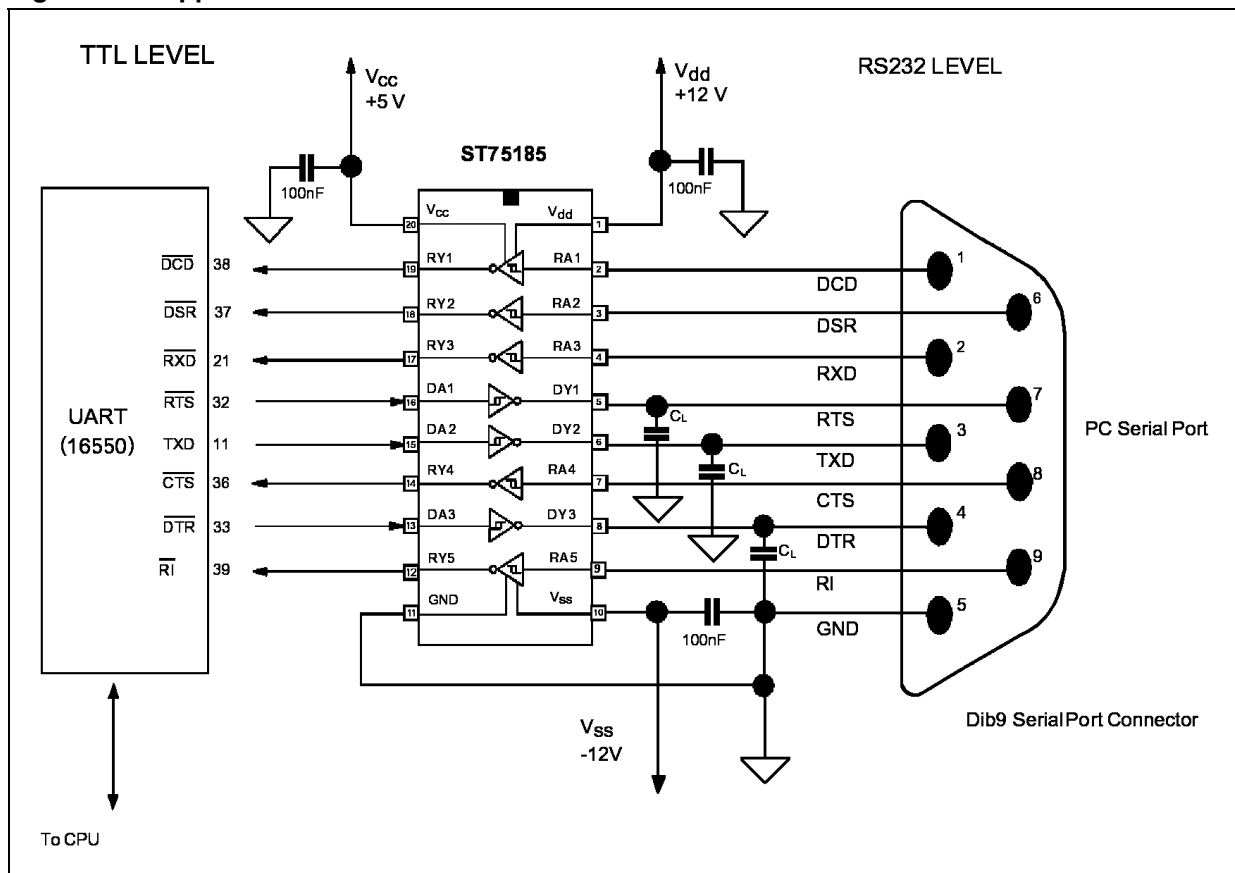 TTL LEVEL
RS232 LEVEL
VCC
+5 V
Vdd
+12 V
ST75185
100nF
100nF
UART
(16550)
DCD 38
DSR 37
RXD 21
RTS 32
TXD 11
CTS 36
DTR 33
RI 39
To CPU
20 VCC Vdd 1
19 RY1 RA1 2
18 RY2 RA2 3
17 RY3 RA3 4
16 DA1 DY1 5
15 DA2 DY2 6
14 RY4 RA4 7
13 DA3 DY3 8
12 RY5 RA5 9
11 GND VSS 10
CL
CL
CL
100nF
VSS
-12V
DCD 1
DSR 6
RXD 2
RTS 7
TXD 3
CTS 8
DTR 4
RI 9
GND 5
PC Serial Port
Dib9 Serial Port Connector